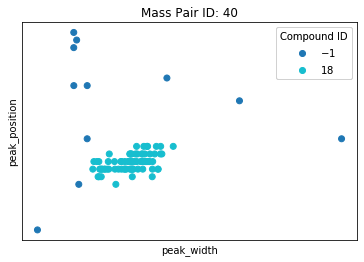 Mass Pair ID: 40
Compound ID
−1
18
peak_position
peak_width